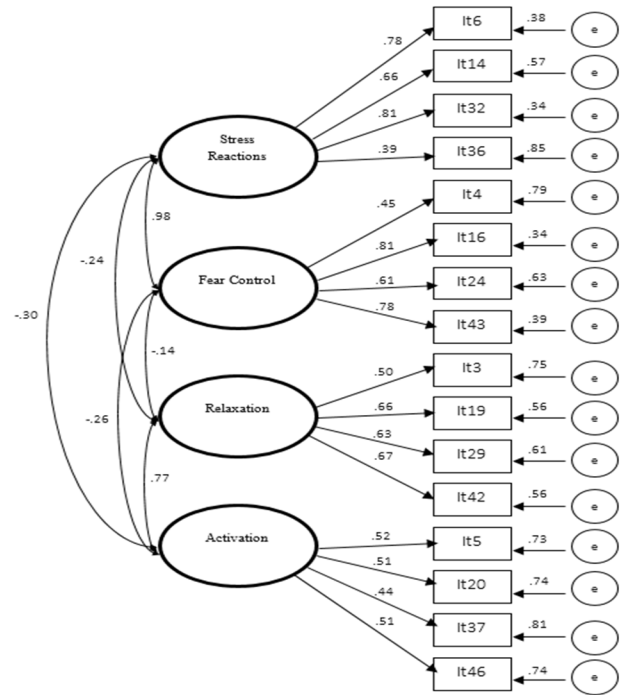 It6
.38
e
.78
It14
.57
e
.66
It32
.34
e
.81
Stress
Reactions
It36
.85
e
.39
It4
.79
e
.45
.98
It16
.34
e
.81
-.24
Fear Control
It24
.63
e
.61
-.30
It43
.39
e
.78
-.14
It3
.75
e
.50
Relaxation
It19
.56
e
.66
-.26
It29
.61
e
.63
.67
.77
It42
.56
e
Activation
It5
.73
e
.52
It20
.74
e
.51
It37
.81
e
.44
It46
.74
e
.51